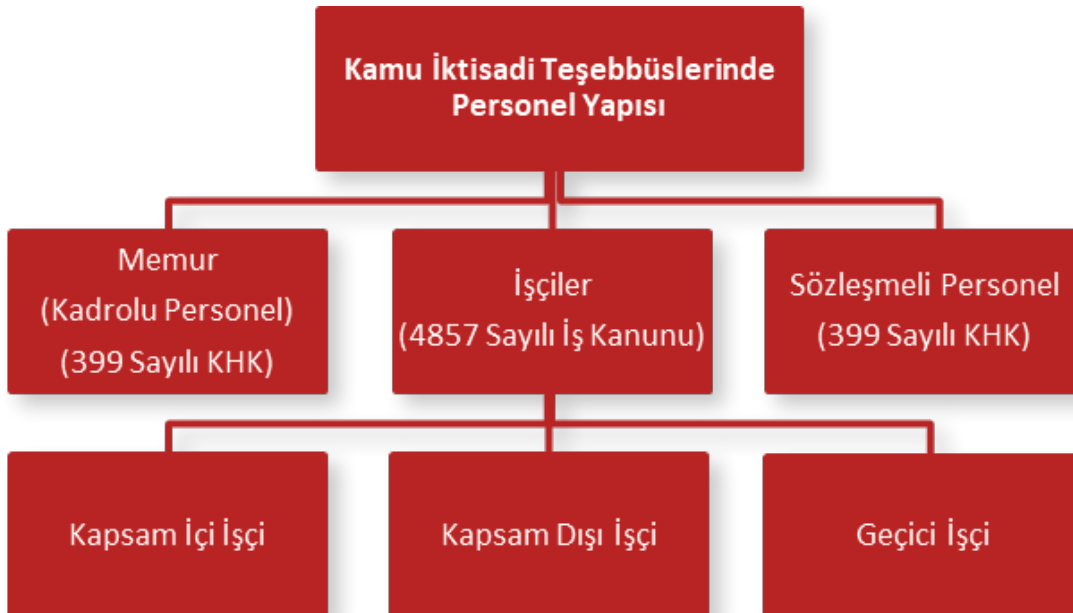 Kamu İktisadi Teşebbüslerinde
Personel Yapısı
Memur
(Kadrolu Personel)
(399 Sayılı KHK)
İşçiler
(4857 Sayılı İş Kanunu)
Sözleşmeli Personel
(399 Sayılı KHK)
Kapsam İçi İşçi
Kapsam Dışı İşçi
Geçici İşçi